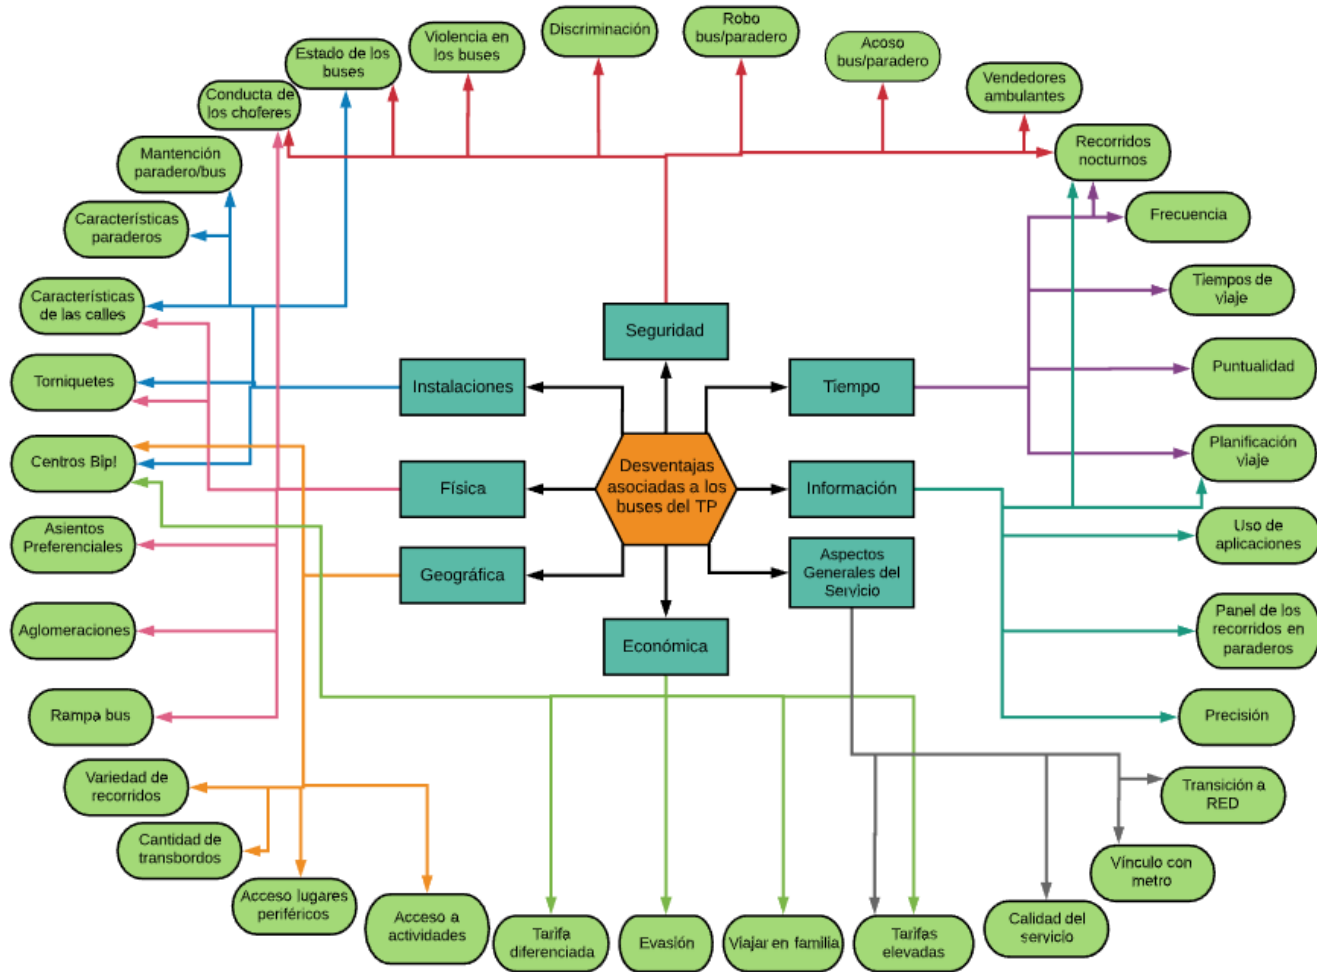 Discriminación
Robo
bus/paradero
Acoso
bus/paradero
Violencia en
los buses
Estado de los
buses
Vendedores
ambulantes
Conducta de
los choferes
Recorridos
nocturnos
Mantención
paradero/bus
Características
paraderos
Frecuencia
Tiempos de
viaje
Características
de las calles
Seguridad
Puntualidad
Torniquetes
Instalaciones
Tiempo
Planificación
viaje
Centros Bip!
Física
Desventajas
asociadas a los
buses del TP
Información
Asientos
Preferenciales
Uso de
aplicaciones
Geográfica
Aspectos
Generales del
Servicio
Aglomeraciones
Económica
Panel de los
recorridos en
paraderos
Rampa bus
Precisión
Variedad de
recorridos
Transición a
RED
Cantidad de
transbordos
Vínculo con
metro
Acceso lugares
periféricos
Acceso a
actividades
Tarifa
diferenciada
Evasión
Viajar en familia
Tarifas
elevadas
Calidad del
servicio